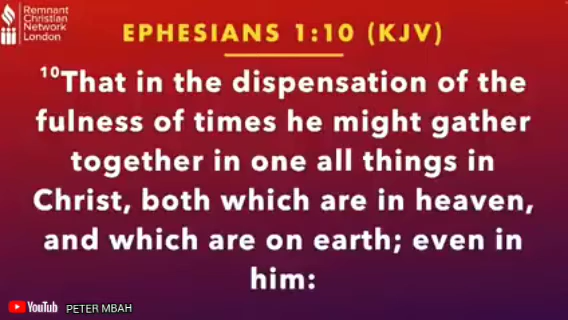 Remnant
Christian
Network
London
EPHESIANS 1:10 (KJV)
10That in the dispensation of the
fulness of times he might gather
together in one all things in
Christ, both which are in heaven,
and which are on earth; even in
him:
YouTube PETER MBAH